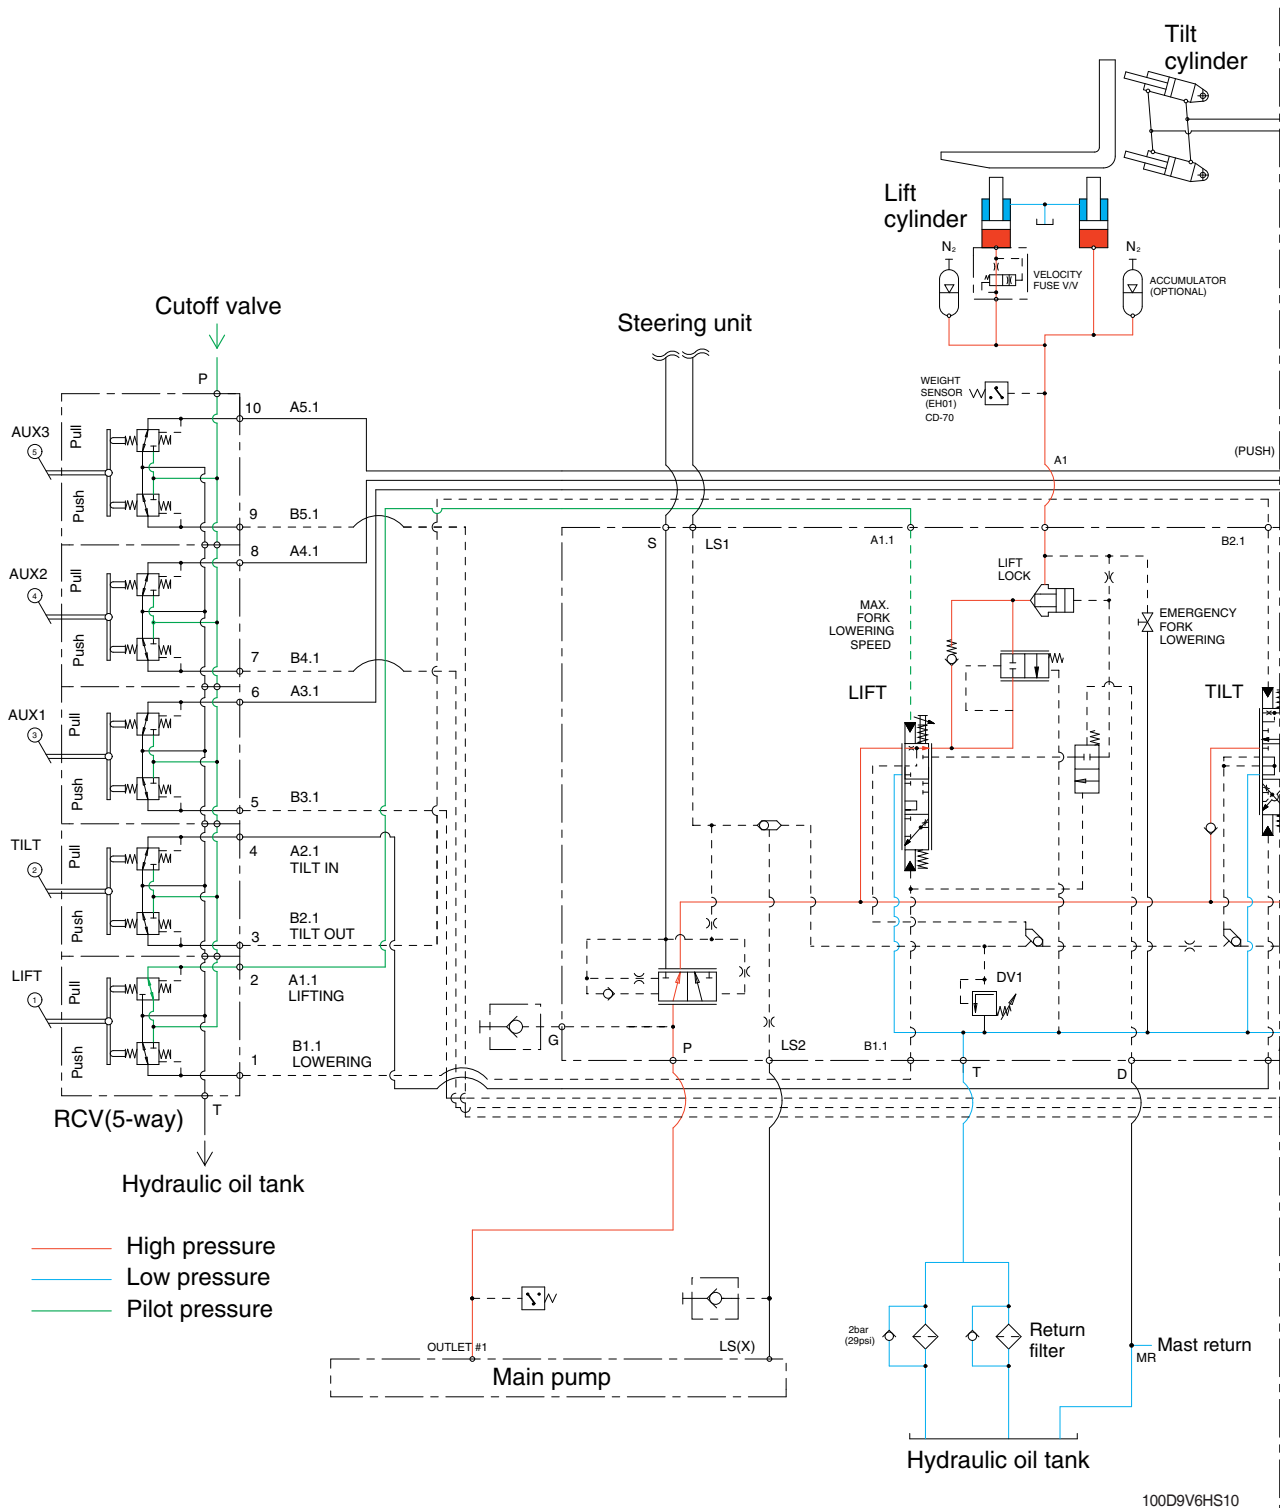 Tilt
cylinder
Lift
cylinder
N2
N2
VELOCITY
FUSE V/V
ACCUMULATOR
(OPTIONAL)
Cutoff valve
Steering unit
WEIGHT
SENSOR
(EH01)
CD-70
P
10 A5.1
AUX3
5
Pull
Push
A1
(PUSH)
9 B5.1
S
LS1
A1.1
B2.1
8 A4.1
AUX2
4
Pull
Push
LIFT
LOCK
MAX.
FORK
LOWERING
SPEED
EMERGENCY
FORK
LOWERING
7 B4.1
6 A3.1
LIFT
TILT
AUX1
3
Pull
Push
5 B3.1
TILT
2
Pull
Push
4 A2.1
TILT IN
B2.1
TILT OUT
3
LIFT
1
Pull
Push
2 A1.1
LIFTING
DV1
1 B1.1
LOWERING
G
P
LS2
B1.1
T
D
T
RCV(5-way)
Hydraulic oil tank
High pressure
Low pressure
Pilot pressure
OUTLET #1
LS(X)
Main pump
2bar
(29psi)
Return
filter
Mast return
MR
Hydraulic oil tank
100D9V6HS10